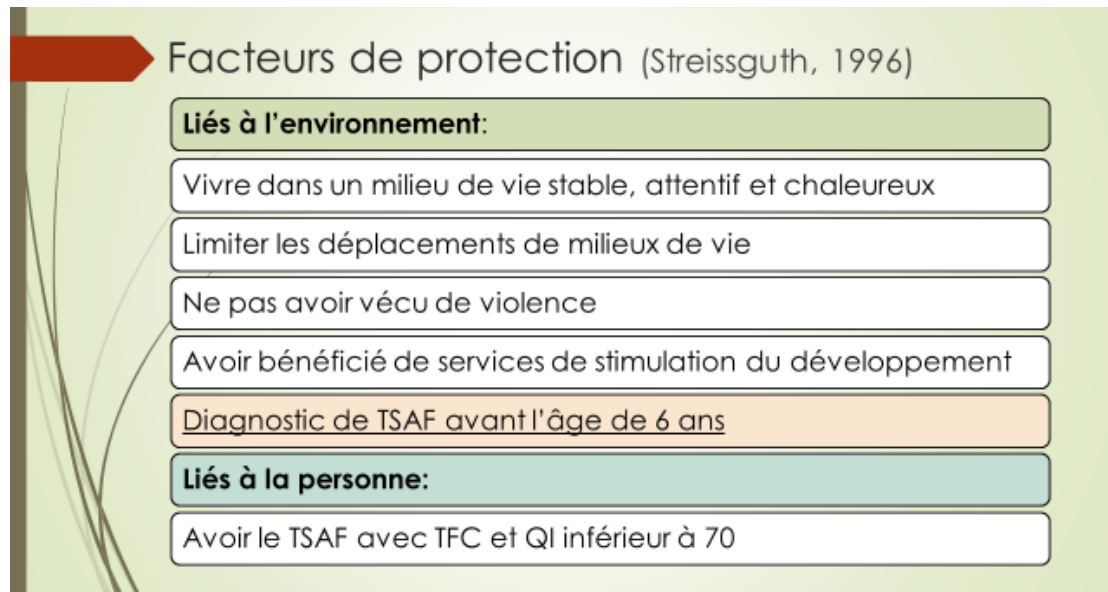 Facteurs de protection (Streissguth, 1996)
Liés à l'environnement:
Vivre dans un milieu de vie stable, attentif et chaleureux
Limiter les déplacements de milieux de vie
Ne pas avoir vécu de violence
Avoir bénéficié de services de stimulation du développement
Diagnostic de TSAF avant l'âge de 6 ans
Liés à la personne:
Avoir le TSAF avec TFC et QI inférieur à 70